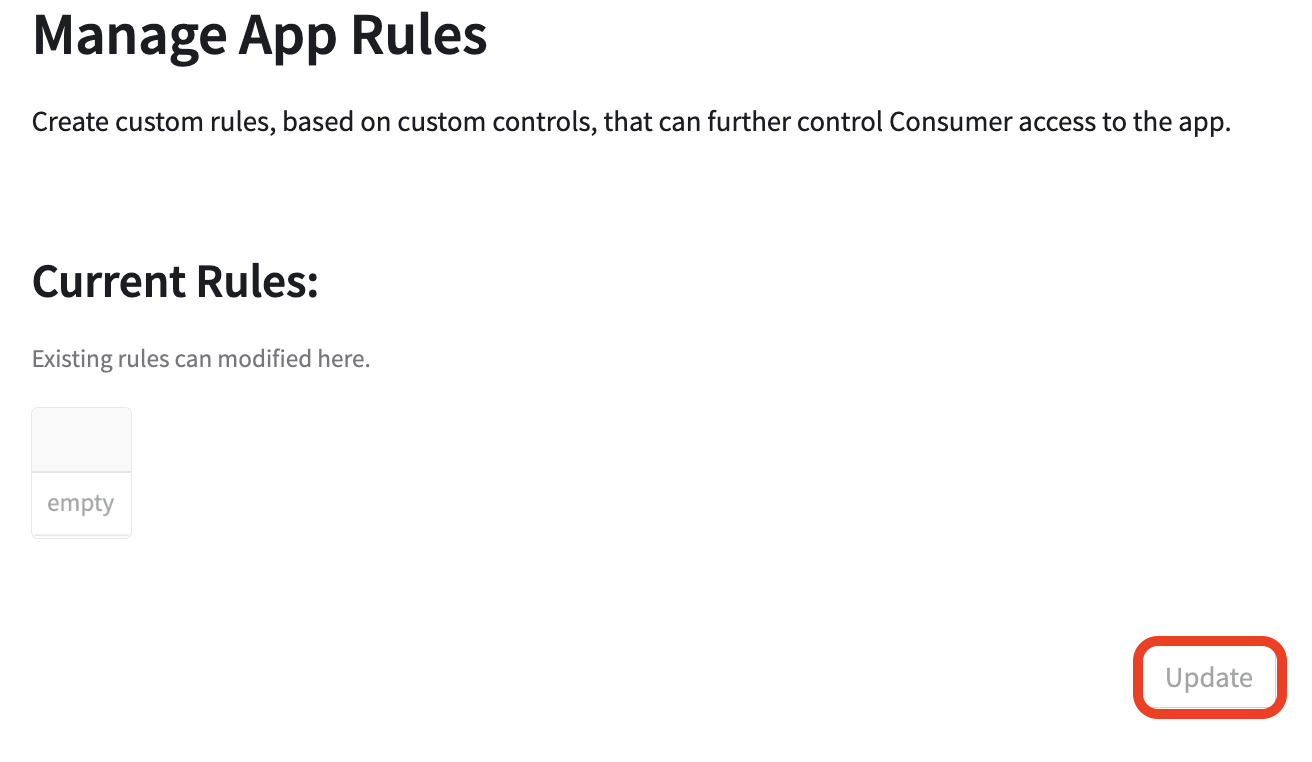 Manage App Rules
Create custom rules, based on custom controls, that can further control Consumer access to the app.
Current Rules:
Existing rules can modified here.
empty
Update